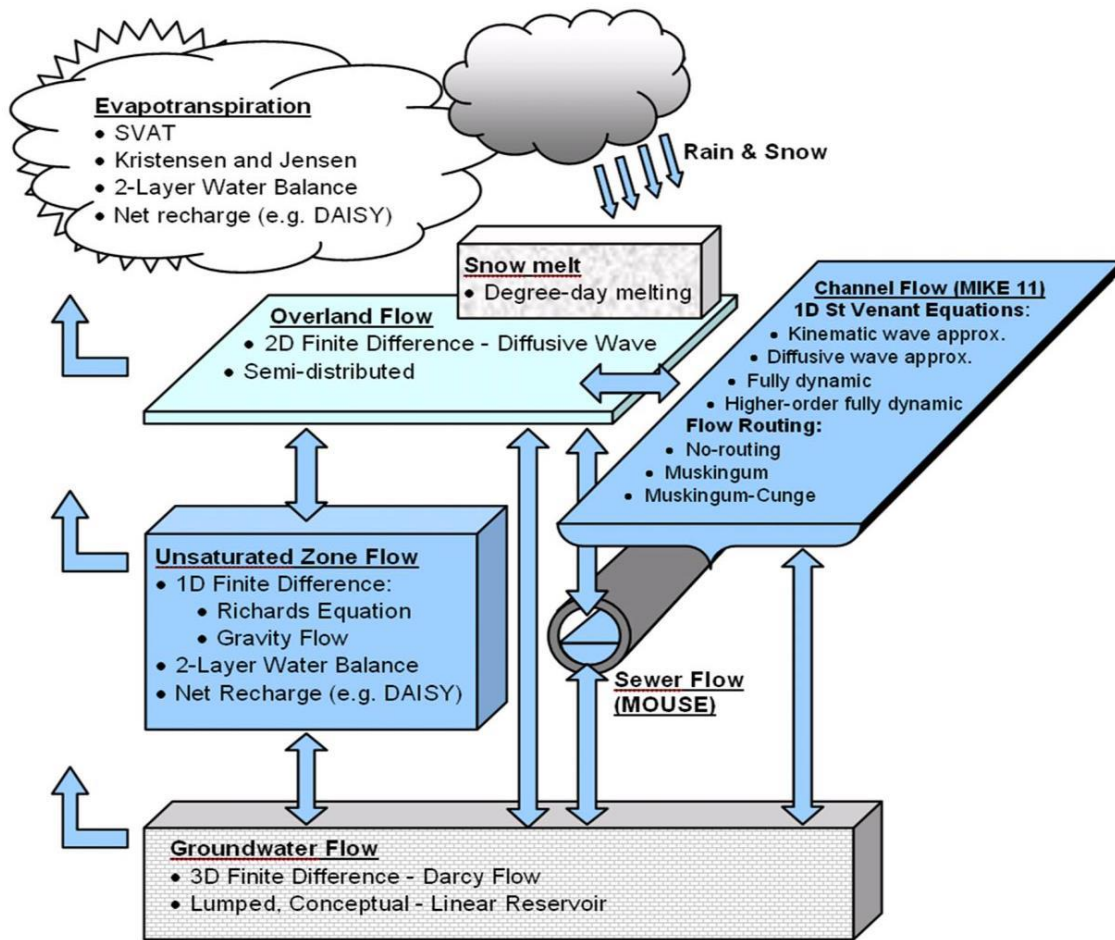 Evapotranspiration
• SVAT
• Kristensen and Jensen
• 2-Layer Water Balance
• Net recharge (e.g. DAISY)
Rain & Snow
Snow melt
• Degree-day melting
Overland Flow
• 2D Finite Difference - Diffusive Wave
• Semi-distributed
Channel Flow (MIKE 11)
1D St Venant Equations:
• Kinematic wave approx.
• Diffusive wave approx.
• Fully dynamic
• Higher-order fully dynamic
Flow Routing:
• No-routing
• Muskingum
• Muskingum-Cunge
Unsaturated Zone Flow
• 1D Finite Difference:
• Richards Equation
• Gravity Flow
• 2-Layer Water Balance
• Net Recharge (e.g. DAISY)
Sewer Flow
(MOUSE)
Groundwater Flow
• 3D Finite Difference - Darcy Flow
• Lumped, Conceptual - Linear Reservoir